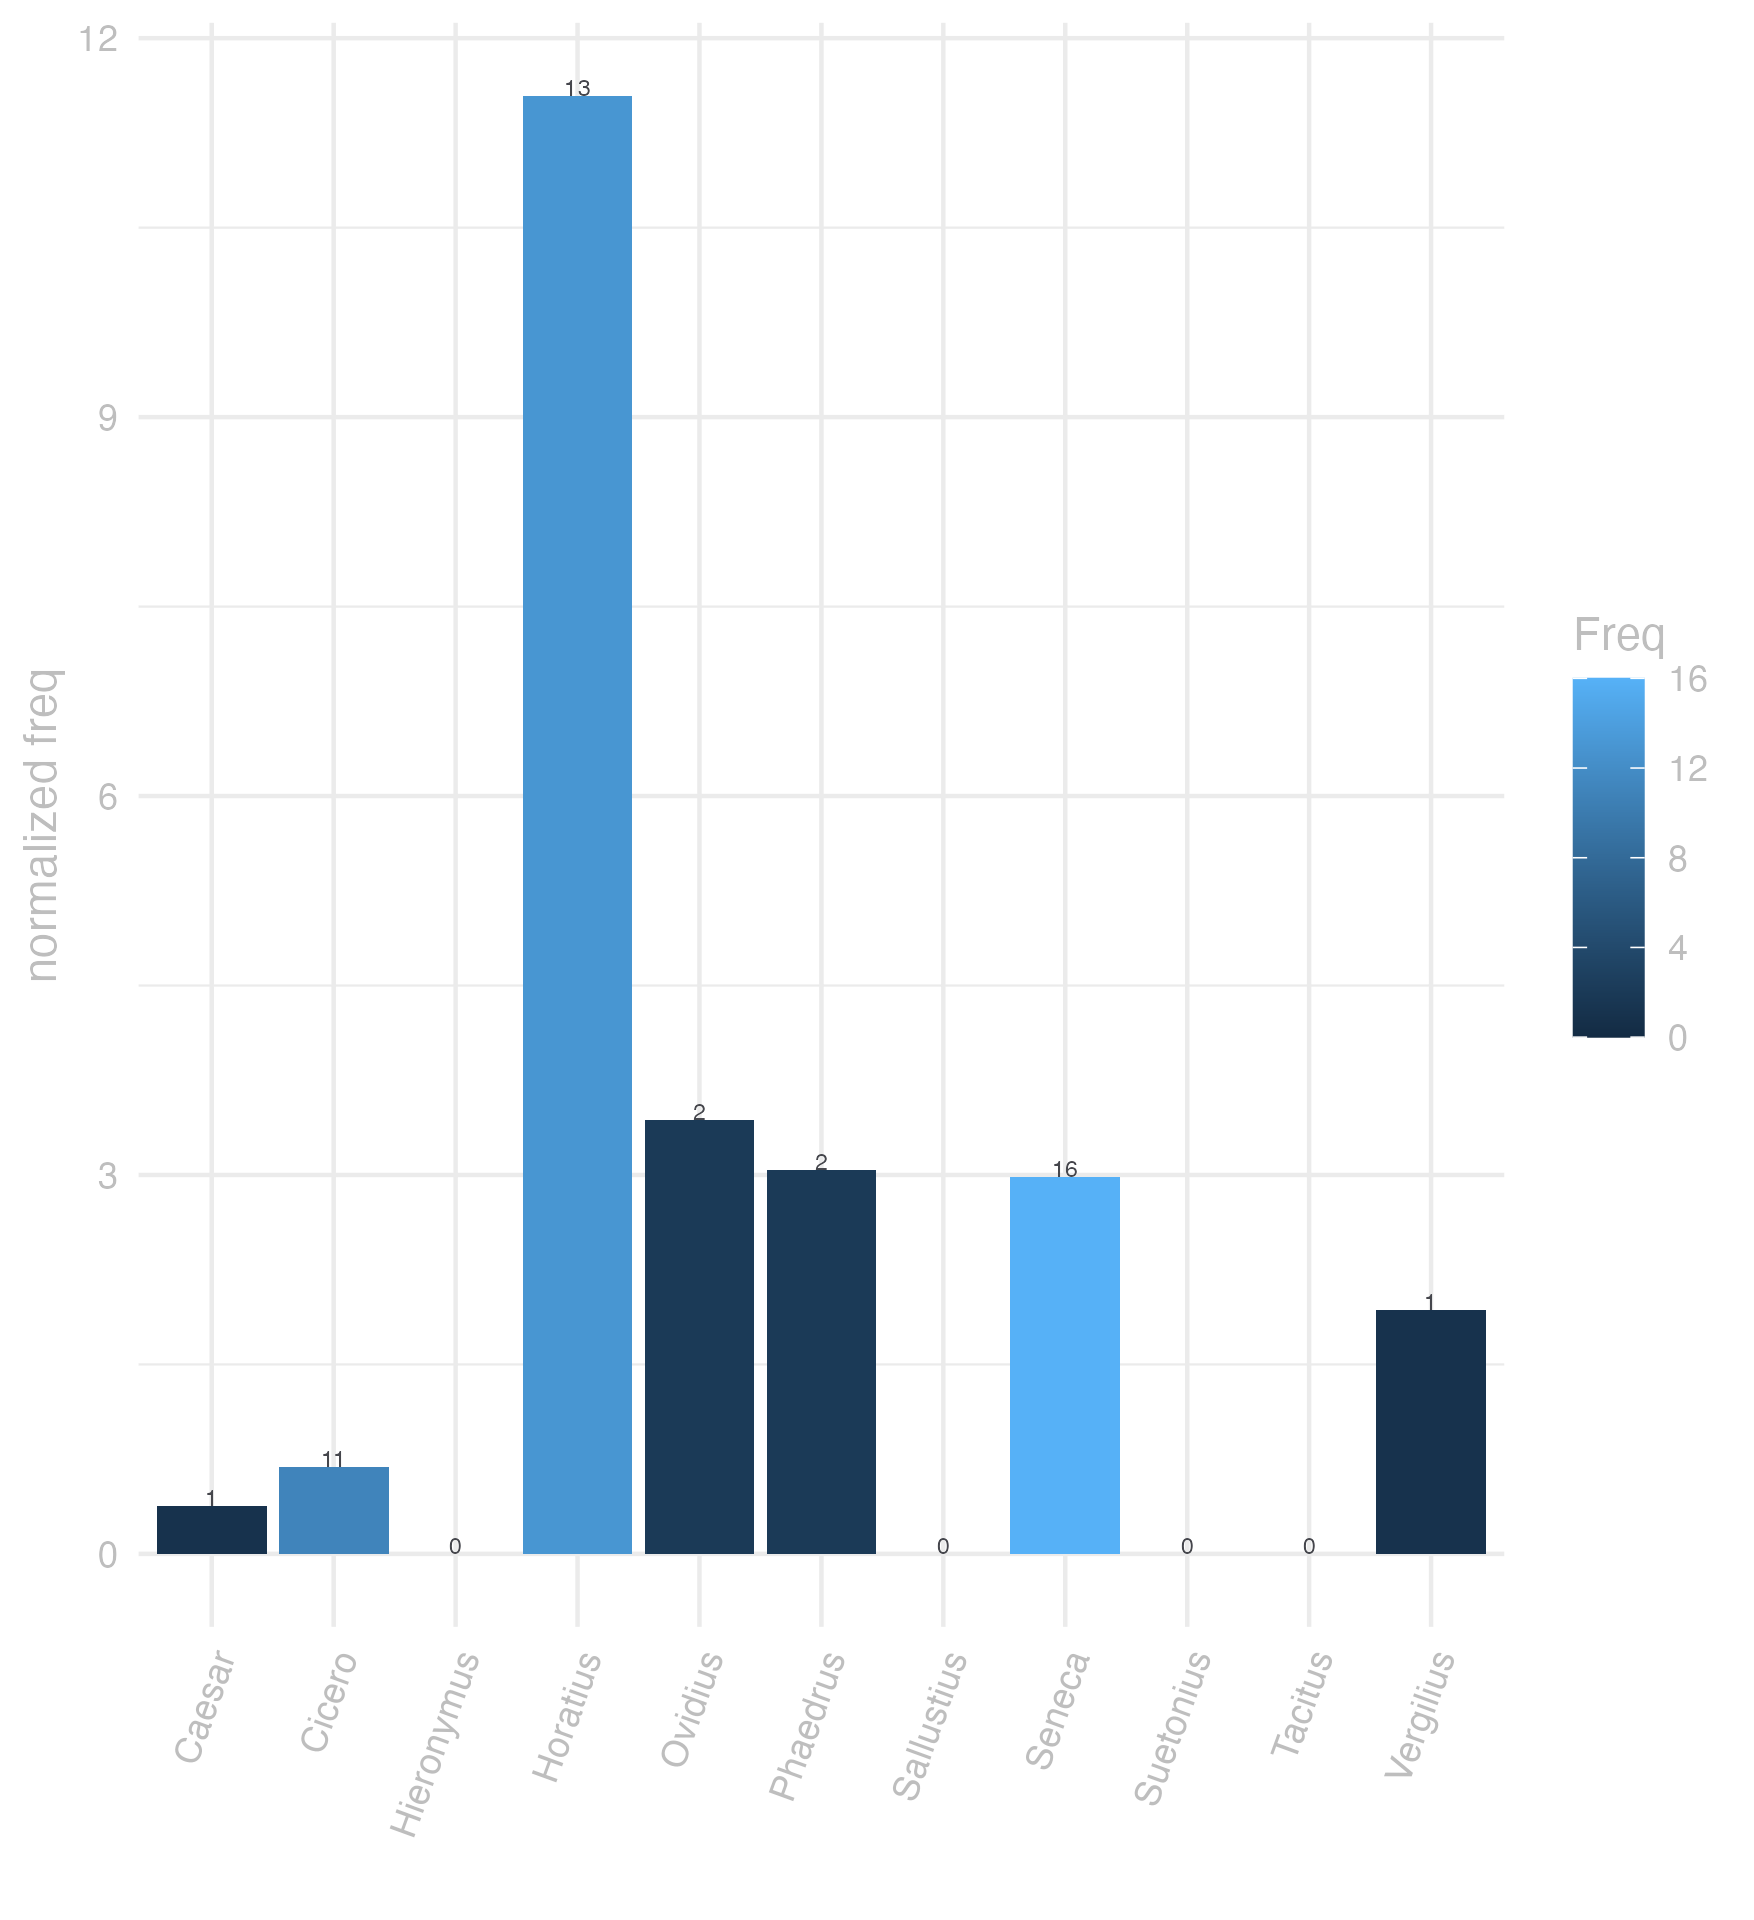 normalized freq
12
9
6
3
0
1
11
0
13
2
2
0
16
0
0
1
Caesar
Cicero
Hieronymus
Horatius
Ovidius
Phaedrus
Sallustius
Seneca
Suetonius
Tacitus
Vergilius
Freq
16
12
8
4
0